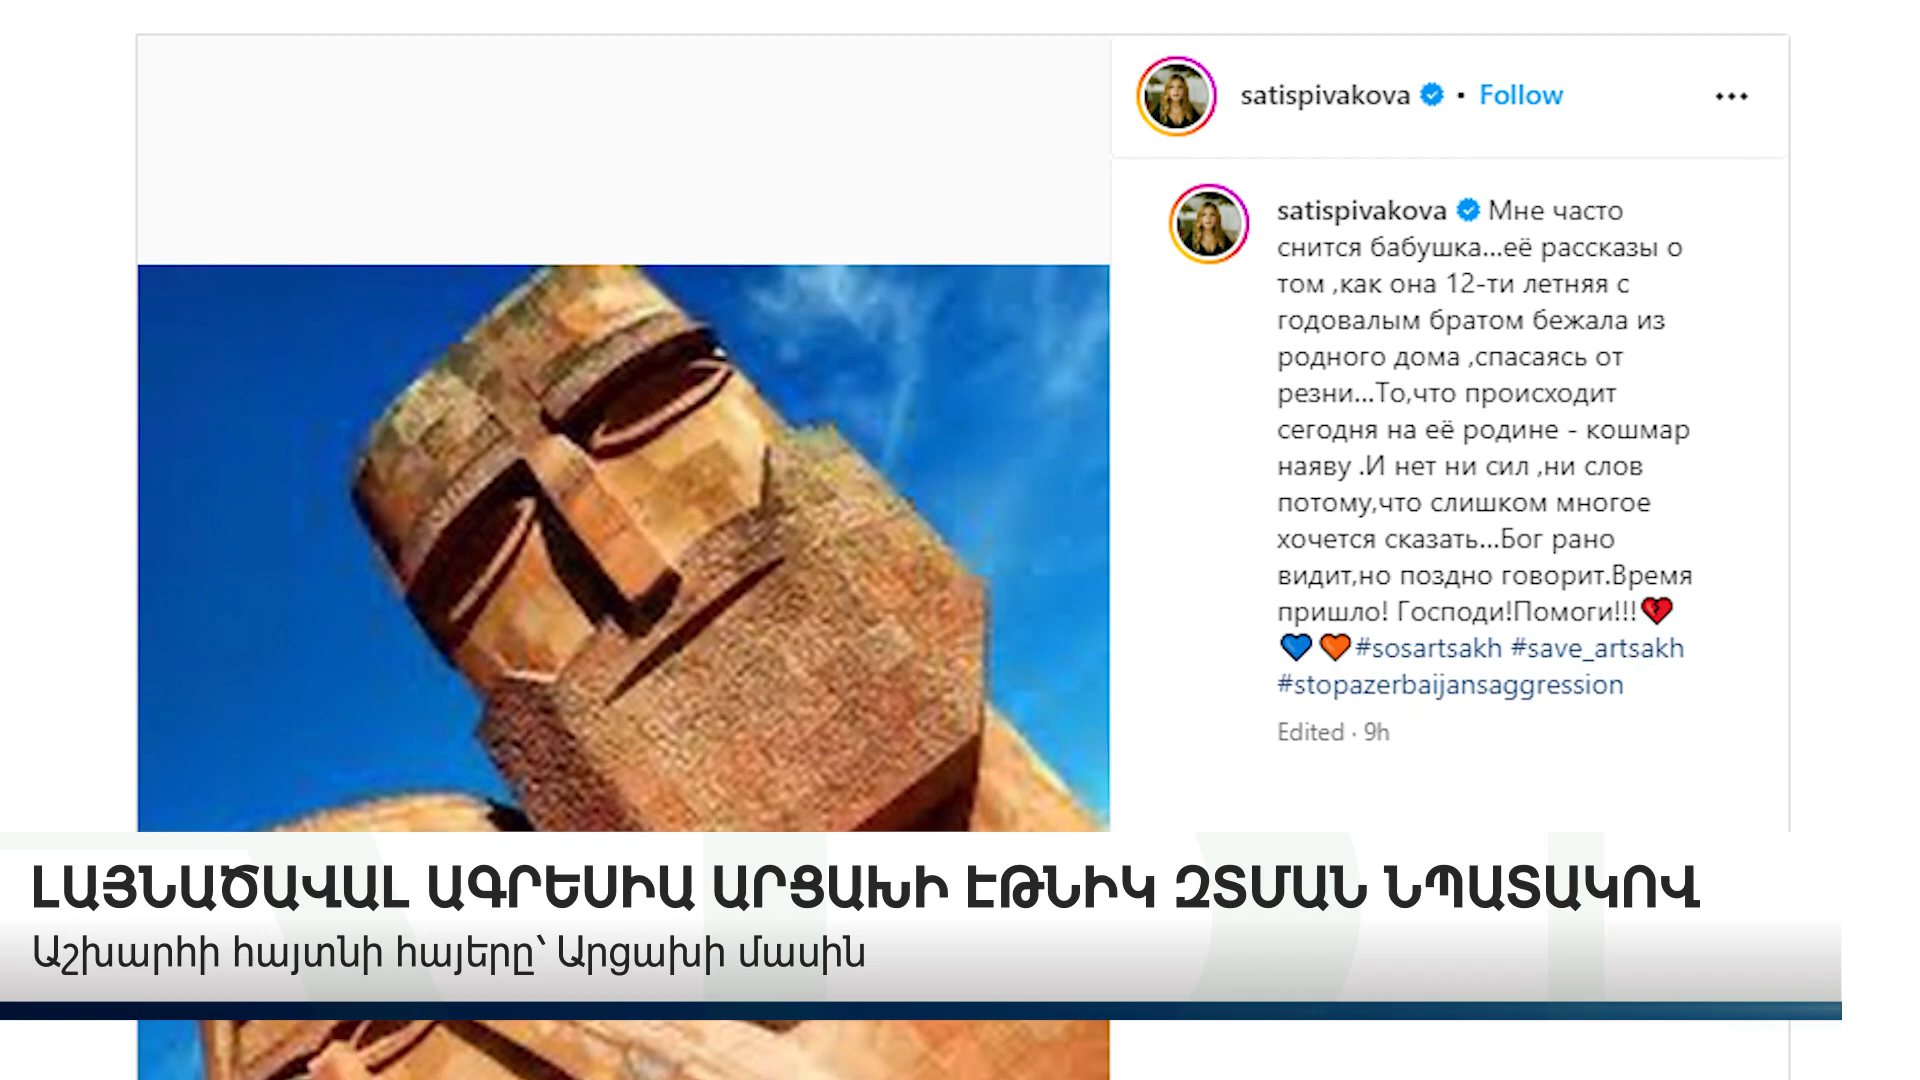 satispivakova • Follow
satispivakova Мне часто
снится бабушка...её рассказы о
том ,как она 12-ти летняя с
годовалым братом бежала из
родного дома ,спасаясь от
резни...То,что происходит
сегодня на её родине - кошмар
наяву .И нет ни сил ,ни слов
потому,что слишком многое
хочется сказать...Бог рано
видит,но поздно говорит.Время
пришло! Господи!Помоги!!!💔
💙🧡#sosartsakh #save_artsakh
#stopazerbaijansaggression
Edited · 9h
ԼԱՅՆԱԾԱՎԱԼ ԱԳՐԵՍԻԱ ԱՐՑԱԽԻ ԷԹՆԻԿ ԶՏՄԱՆ ՆՊԱՏԱԿՈՎ
Աշխարհի հայտնի հայերը՝ Արցախի մասին